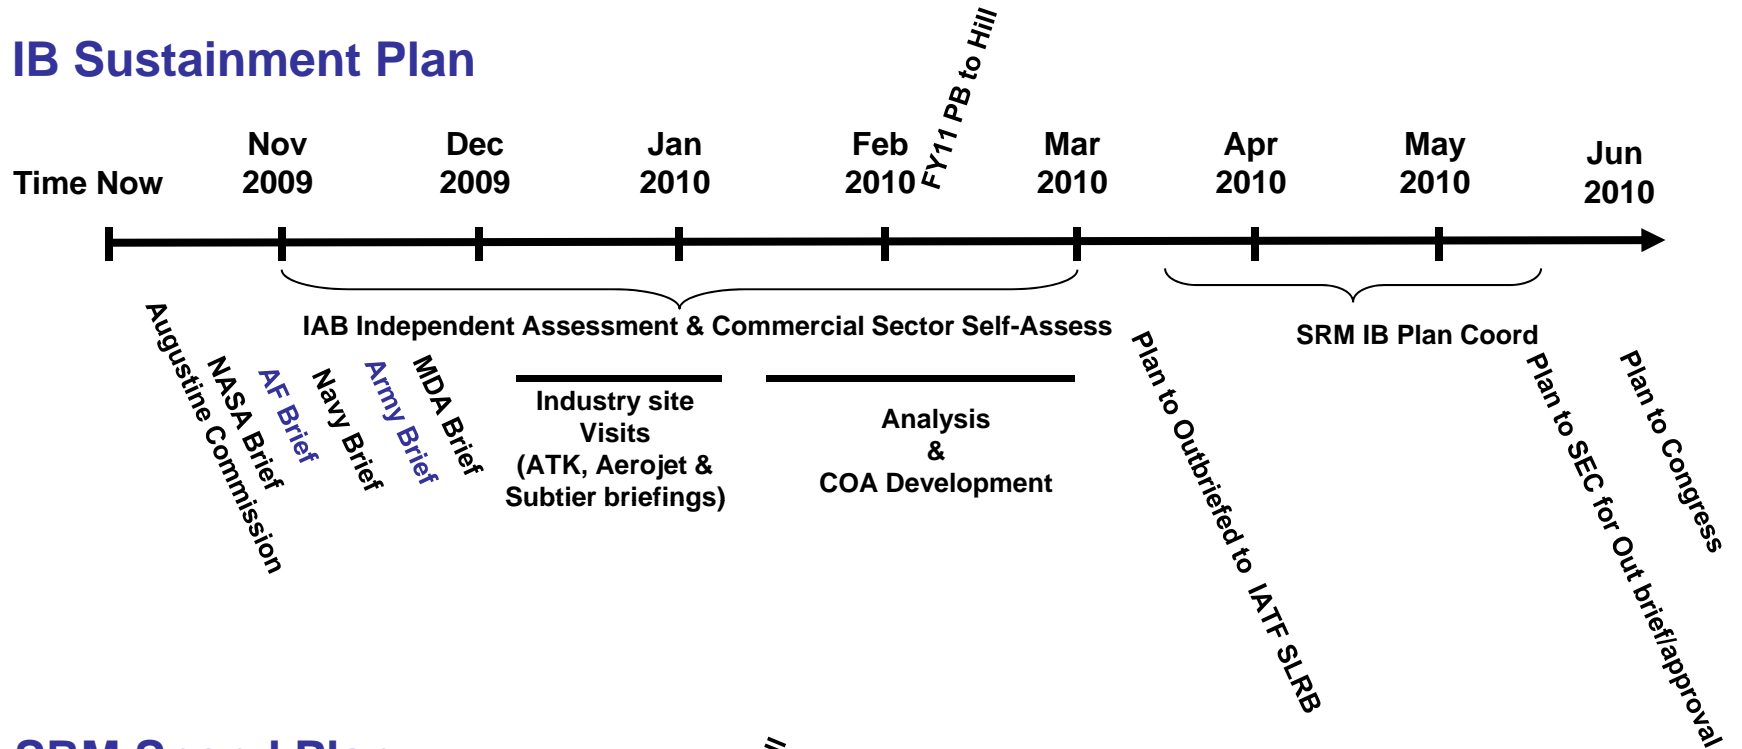 IB Sustainment Plan
FY11 PB to Hill
Time Now
Nov
2009
Dec
2009
Jan
2010
Feb
2010
Mar
2010
Apr
2010
May
2010
Jun
2010
IAB Independent Assessment & Commercial Sector Self-Assess
SRM IB Plan Coord
Augustine Commission
NASA Brief
AF Brief
Navy Brief
Army Brief
MDA Brief
Industry site
Visits
(ATK, Aerojet &
Subtier briefings)
Analysis
&
COA Development
Plan to Outbriefed to IATF SLRB
Plan to SEC for Out brief/approval
Plan to Congress